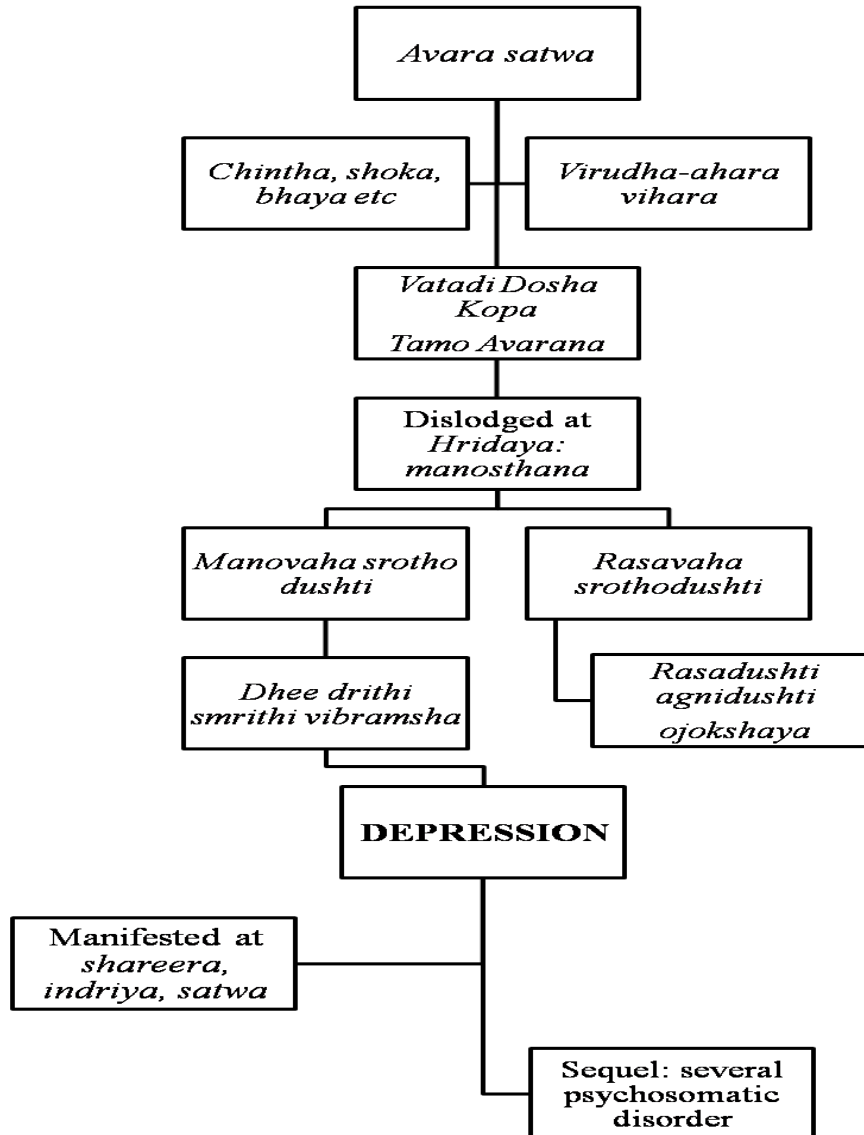 Avara satwa
Chintha, shoka,
bhaya etc
Virudha-ahara
vihara
Vatadi Dosha
Kopa
Tamo Avarana
Dislodged at
Hridaya:
manosthana
Manovaha srotho
dushti
Rasavaha
srothodushti
Dhee drithi
smrithi vibramsha
Rasadushti
agnidushti
ojokshaya
DEPRESSION
Manifested at
shareera,
indriya, satwa
Sequel: several
psychosomatic
disorder